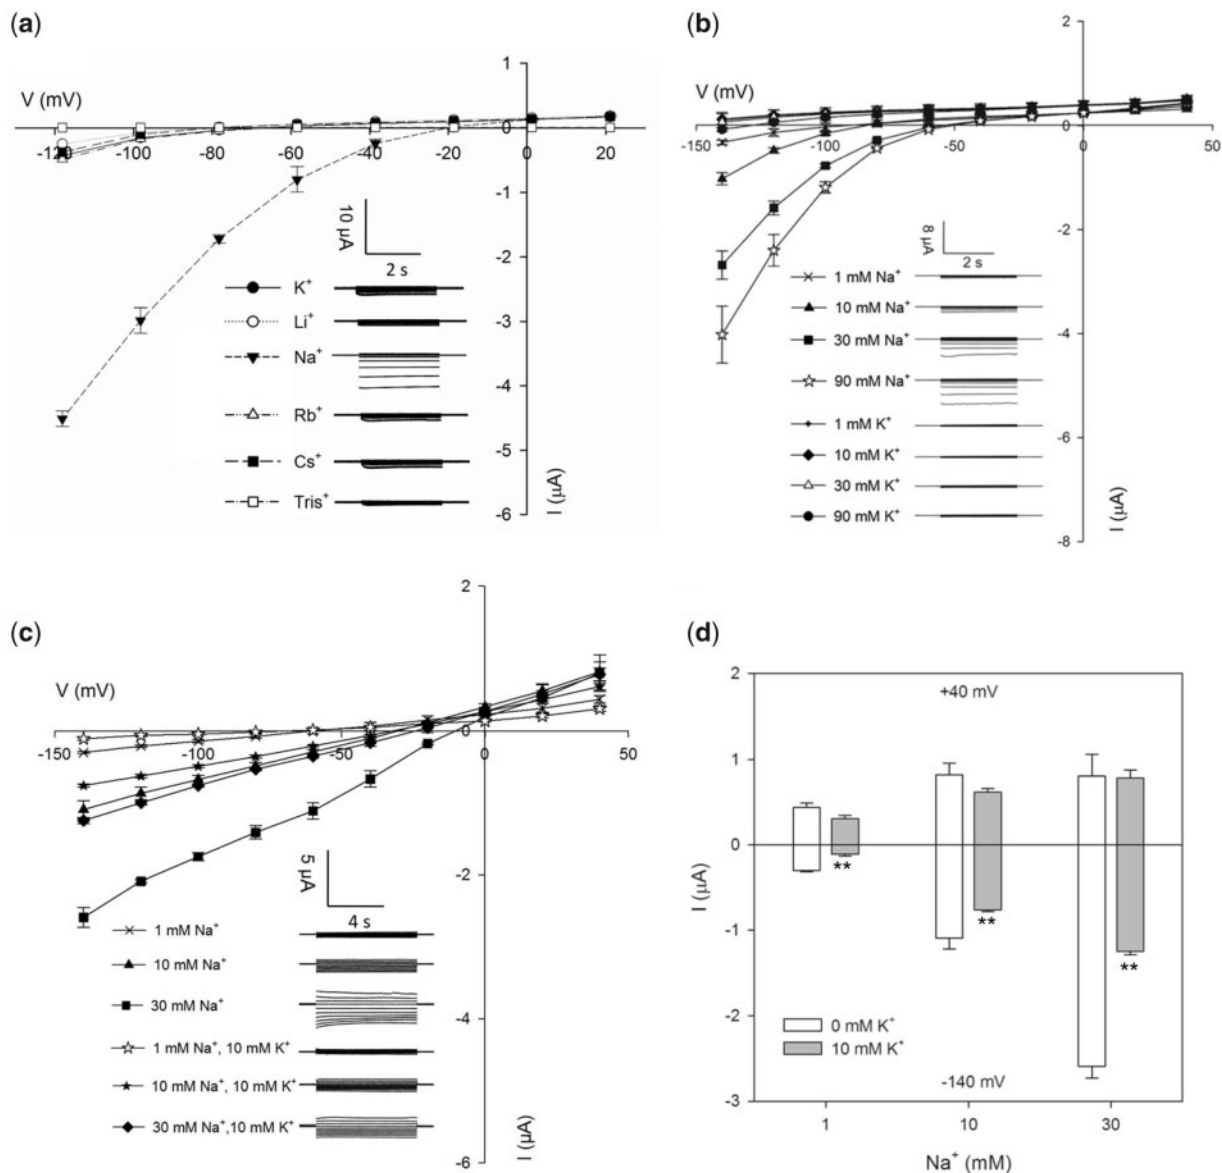 (a)
V (mV)
1
0
-1
-2
-3
-4
-5
-6
-120 -100 -80 -60 -40 -20 0 20
I (μA)
10 μA
2 s
K⁺
Li⁺
Na⁺
Rb⁺
Cs⁺
Tris⁺
(b)
V (mV)
2
0
-2
-4
-6
-8
-150 -100 -50 0 50
I (μA)
8 μA
2 s
1 mM Na⁺
10 mM Na⁺
30 mM Na⁺
90 mM Na⁺
1 mM K⁺
10 mM K⁺
30 mM K⁺
90 mM K⁺
(c)
V (mV)
2
0
-2
-4
-6
-150 -100 -50 0 50
I (μA)
5 μA
4 s
1 mM Na⁺
10 mM Na⁺
30 mM Na⁺
1 mM Na⁺, 10 mM K⁺
10 mM Na⁺, 10 mM K⁺
30 mM Na⁺,10 mM K⁺
(d)
2
1
0
-1
-2
-3
I (μA)
+40 mV
**
**
**
0 mM K⁺
10 mM K⁺
-140 mV
1 10 30
Na⁺ (mM)